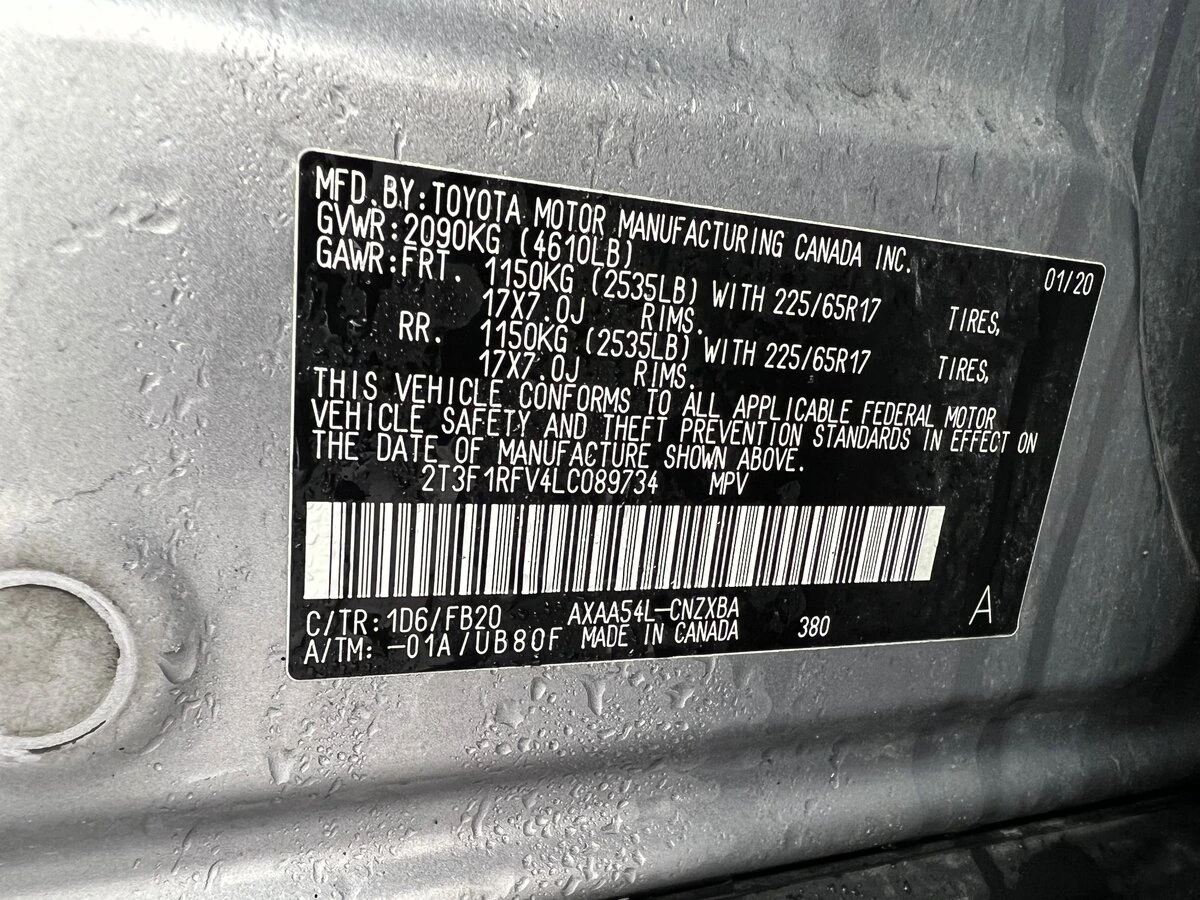 MFD. BY: TOYOTA MOTOR MANUFACTURING CANADA INC.
GVWR: 2090KG (4610LB) 01/20
GAWR: FRT. 1150KG (2535LB) WITH 225/65R17 TIRES,
17X7.0J RIMS.
RR. 1150KG (2535LB) WITH 225/65R17 TIRES,
17X7.0J RIMS.
THIS VEHICLE CONFORMS TO ALL APPLICABLE FEDERAL MOTOR
VEHICLE SAFETY AND THEFT PREVENTION STANDARDS IN EFFECT ON
THE DATE OF MANUFACTURE SHOWN ABOVE.
2T3F1RFV4LC089734 MPV
C/TR: 1D6/FB20 AXAA54L-CNZXBA A
A/TM: -01A/UB80F MADE IN CANADA 380